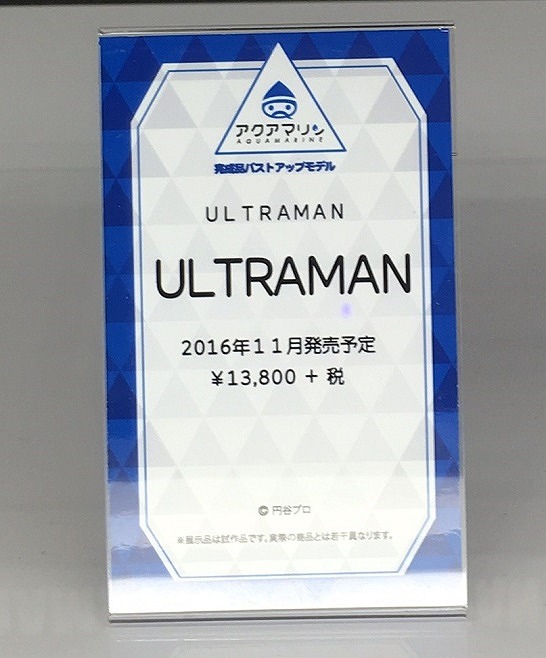 アクアマリン
AQUAMARINE
完成品バストアップモデル
ULTRAMAN
ULTRAMAN
2016年11月発売予定
¥13,800 + 税
© 円谷プロ
※展示品は試作品です。実際の商品とは若干異なります。